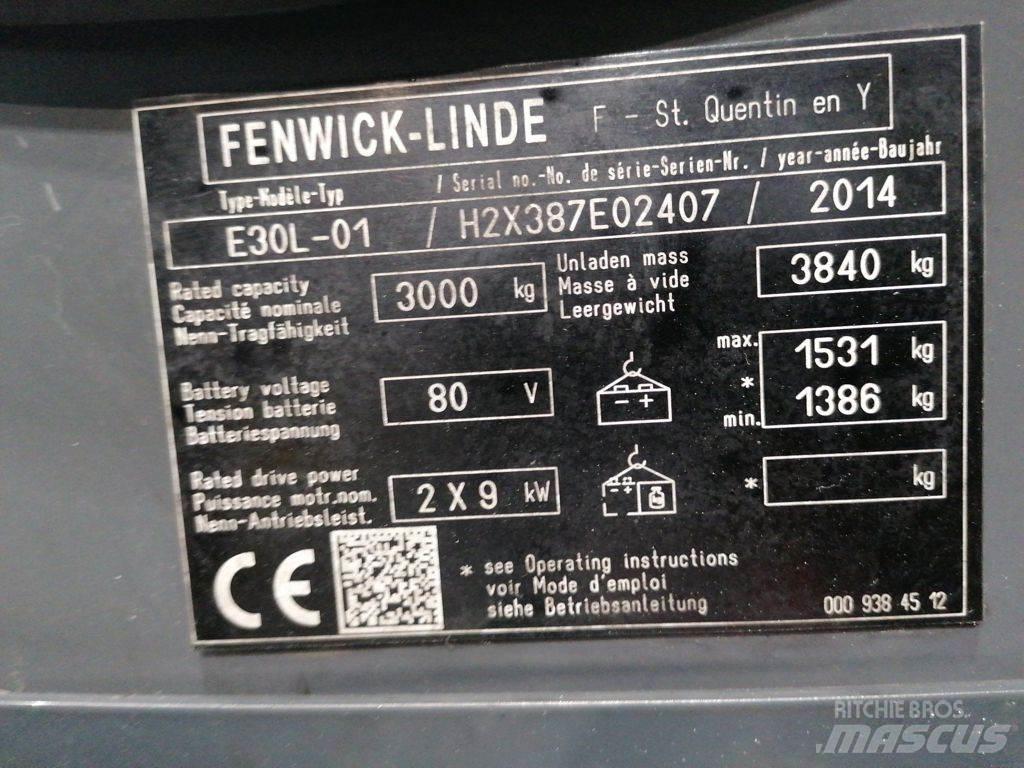 FENWICK-LINDE F - St. Quentin en Y
Type-Modèle-Typ / Serial no.-No. de série-Serien-Nr. / year-année-Baujahr
E30L-01 / H2X387E02407 / 2014
Rated capacity
Capacité nominale
Nenn-Tragfähigkeit
3000 kg
Unladen mass
Masse à vide
Leergewicht
3840 kg
Battery voltage
Tension batterie
Batteriespannung
80 V
- +
max. 1531 kg
*
min. 1386 kg
Rated drive power
Puissance motr.nom.
Nenn-Antriebsleist.
2 X 9 kW
- +
* kg
CE
* see Operating instructions
voir Mode d'emploi
siehe Betriebsanleitung
000 938 45 12
RITCHIE BROS.
MASCUS